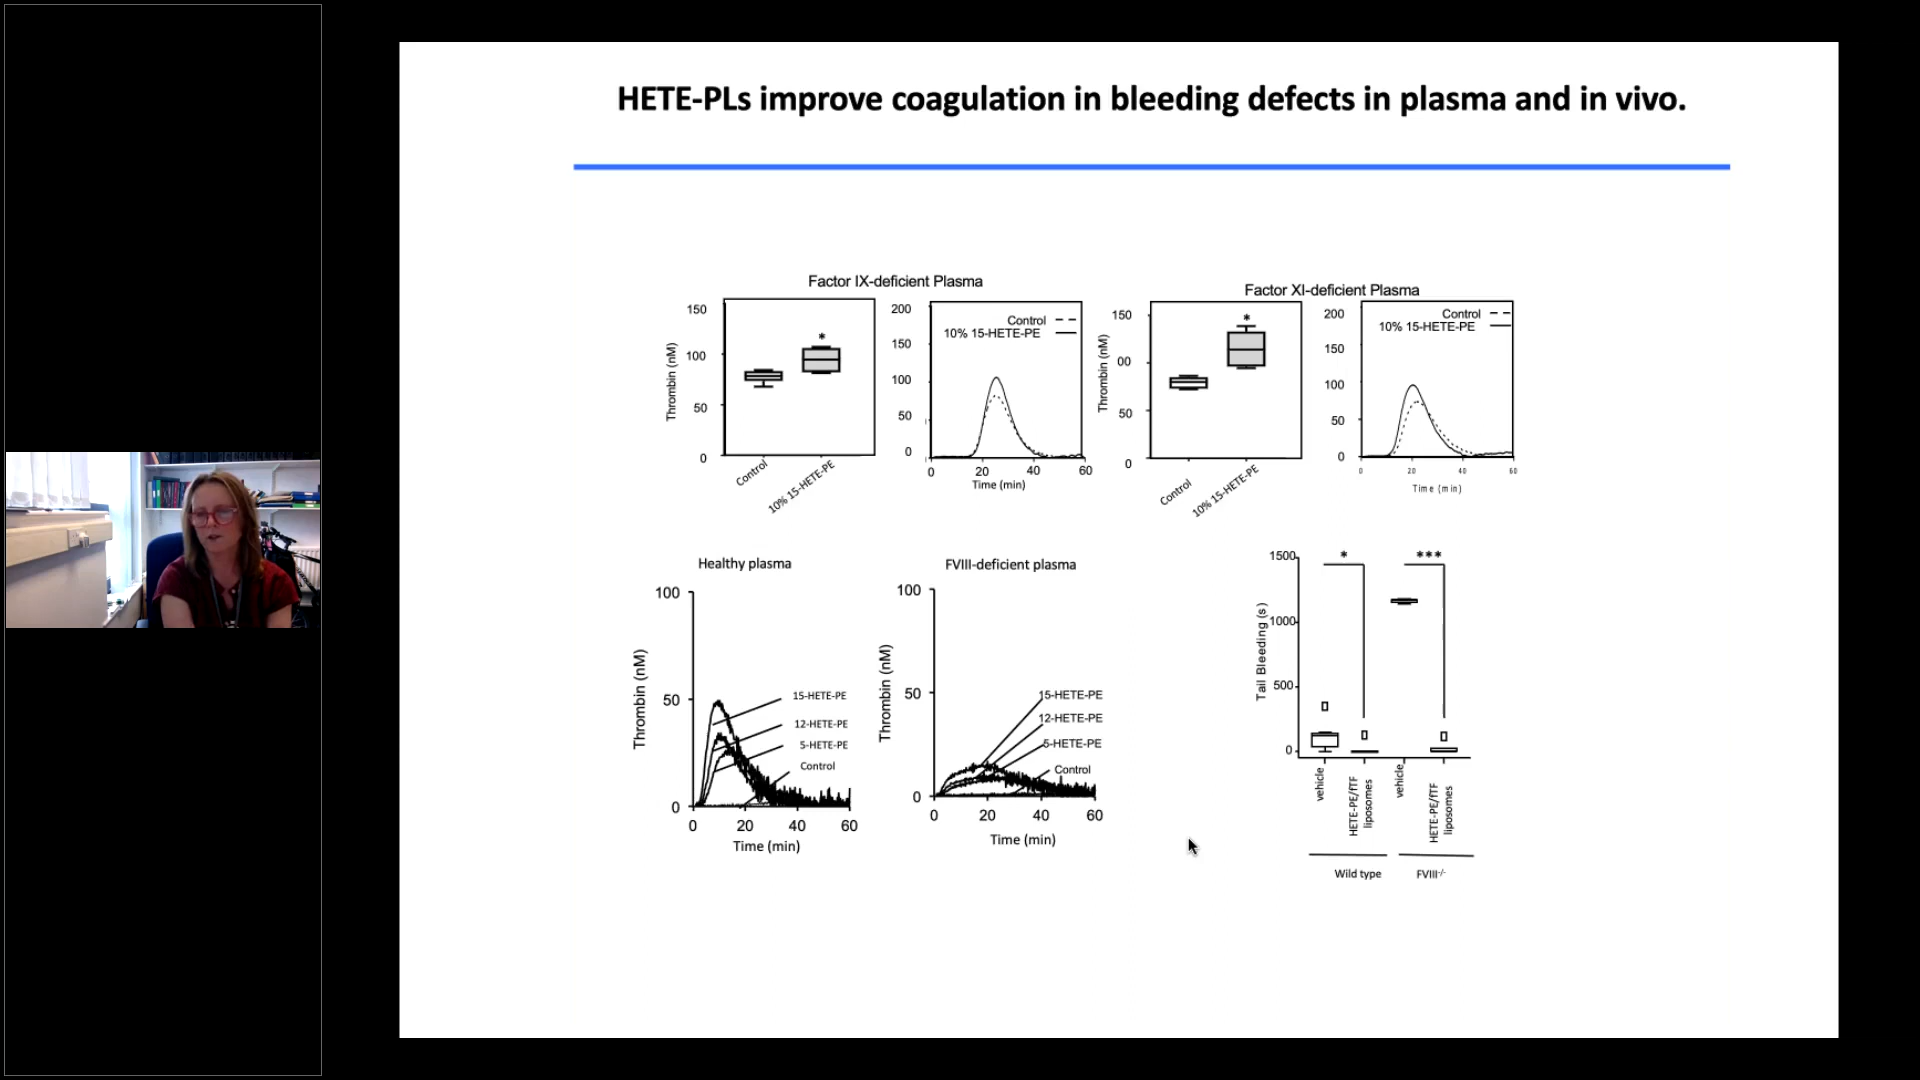 HETE-PLs improve coagulation in bleeding defects in plasma and in vivo.
Factor IX-deficient Plasma
Thrombin (nM)
150
100
50
0
Control
10% 15-HETE-PE
*
200
150
100
50
0
Control
10% 15-HETE-PE
0 20 40 60
Time (min)
Factor XI-deficient Plasma
Thrombin (nM)
150
00
50
0
Control
10% 15-HETE-PE
*
200
150
100
50
0
Control
10% 15-HETE-PE
0 20 40 60
Time (min)
Healthy plasma
Thrombin (nM)
100
50
0
15-HETE-PE
12-HETE-PE
5-HETE-PE
Control
0 20 40 60
Time (min)
FVIII-deficient plasma
Thrombin (nM)
100
50
0
15-HETE-PE
12-HETE-PE
5-HETE-PE
Control
0 20 40 60
Time (min)
Tail Bleeding (s)
1500
1000
500
0
* ***
vehicle
HETE-PE/fTF
liposomes
vehicle
HETE-PE/fTF
liposomes
Wild type
FVIII-/-